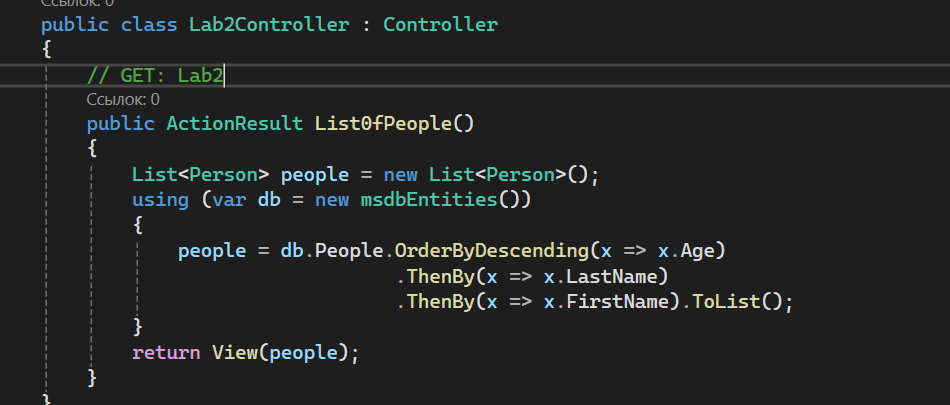 Ссылок: 0
public class Lab2Controller : Controller
{
// GET: Lab2
Ссылок: 0
public ActionResult List0fPeople()
{
List<Person> people = new List<Person>();
using (var db = new msdbEntities())
{
people = db.People.OrderByDescending(x => x.Age)
.ThenBy(x => x.LastName)
.ThenBy(x => x.FirstName).ToList();
}
return View(people);
}
}